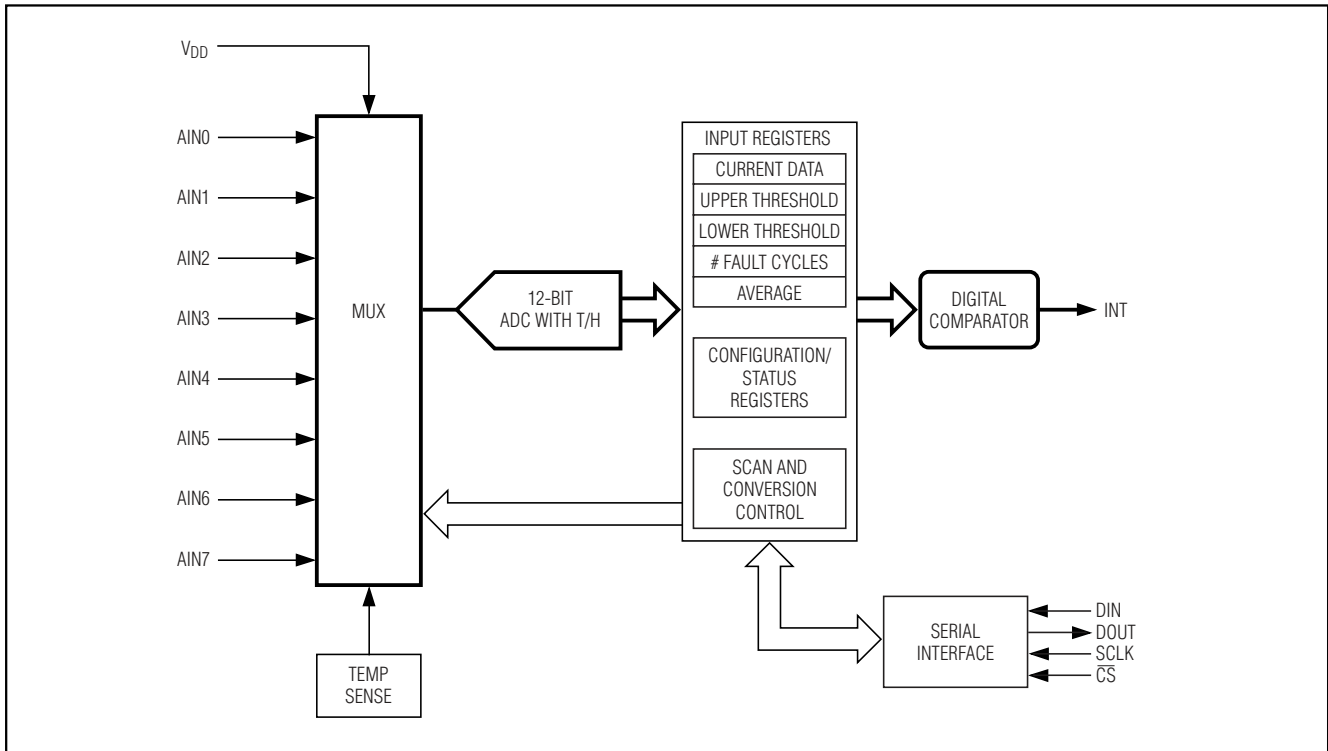 VDD
AIN0
AIN1
AIN2
AIN3
AIN4
AIN5
AIN6
AIN7
MUX
TEMP
SENSE
12-BIT
ADC WITH T/H
INPUT REGISTERS
CURRENT DATA
UPPER THRESHOLD
LOWER THRESHOLD
# FAULT CYCLES
AVERAGE
CONFIGURATION/
STATUS
REGISTERS
SCAN AND
CONVERSION
CONTROL
DIGITAL
COMPARATOR
INT
SERIAL
INTERFACE
DIN
DOUT
SCLK
C̅S̅